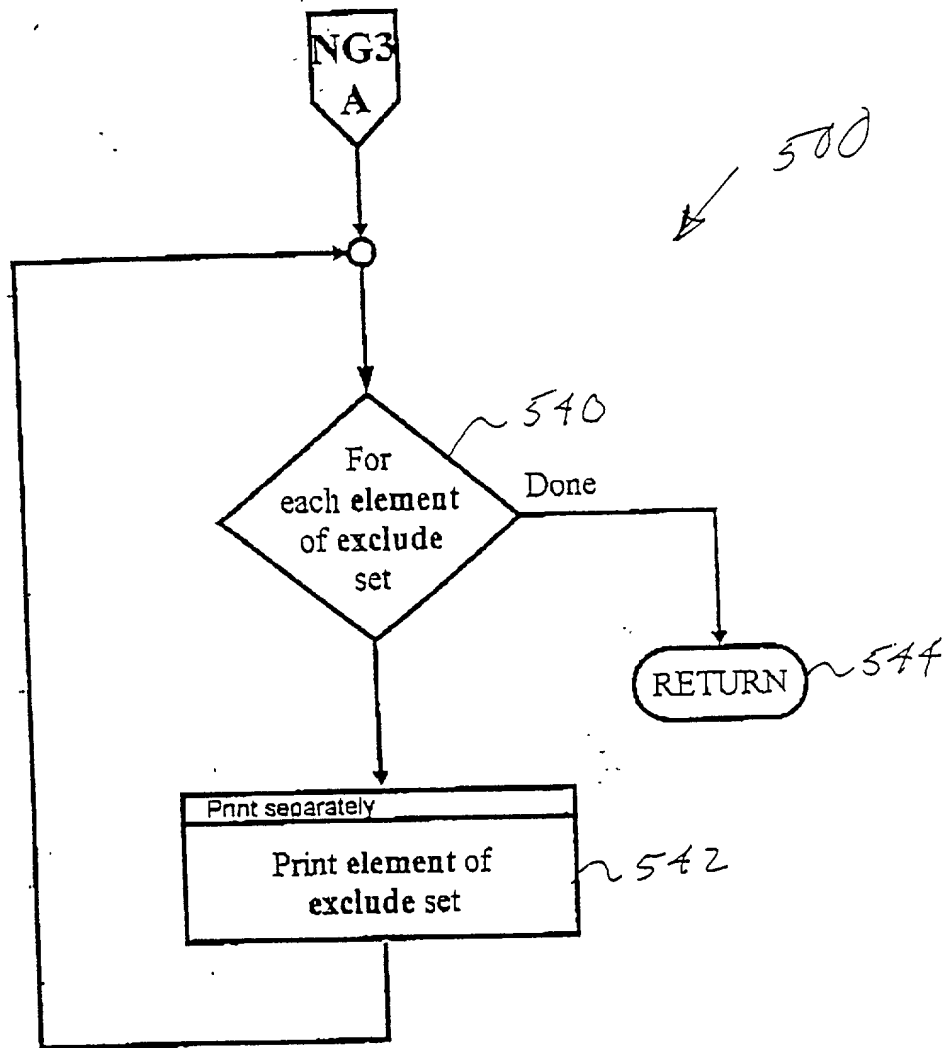 NG3
A
500
540
For
each element
of exclude
set
Done
RETURN
544
Print separately
Print element of
exclude set
542